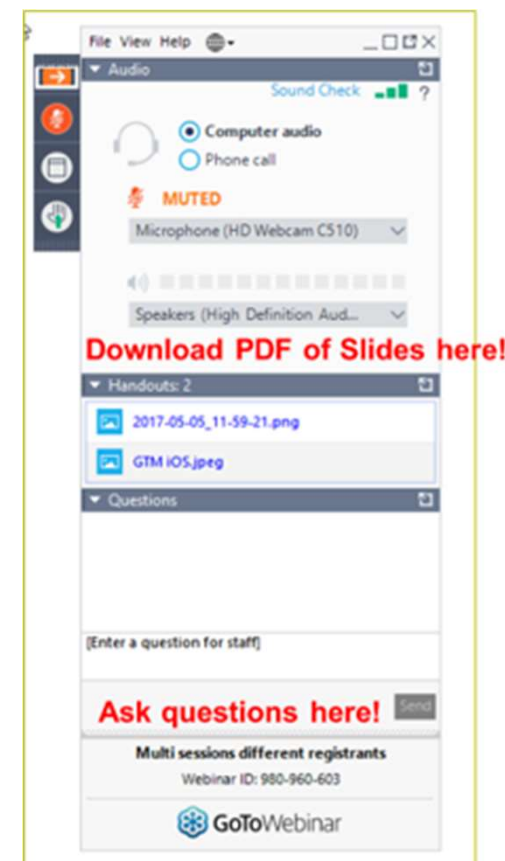 File View Help
Audio
Sound Check ?
Computer audio
Phone call
MUTED
Microphone (HD Webcam C510)
Speakers (High Definition Aud...
Download PDF of Slides here!
Handouts: 2
2017-05-05_11-59-21.png
GTM iOS.jpeg
Questions
[Enter a question for staff]
Ask questions here! Send
Multi sessions different registrants
Webinar ID: 980-960-603
GoToWebinar